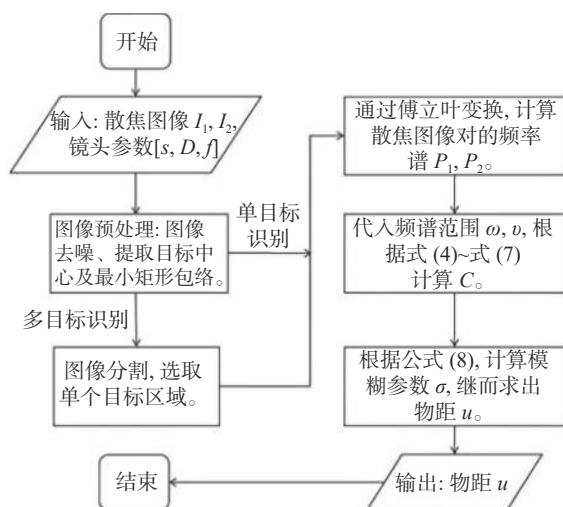 开始
输入: 散焦图像 I₁, I₂,
镜头参数[s, D, f]
图像预处理: 图像
去噪、提取目标中
心及最小矩形包络。
单目标
识别
多目标识别
图像分割, 选取
单个目标区域。
通过傅立叶变换, 计算
散焦图像对的频率
谱 P₁, P₂。
代入频谱范围 ω, υ, 根
据式 (4)~式 (7)
计算 C。
根据公式 (8), 计算模
糊参数 σ, 继而求出
物距 u。
输出: 物距 u
结束